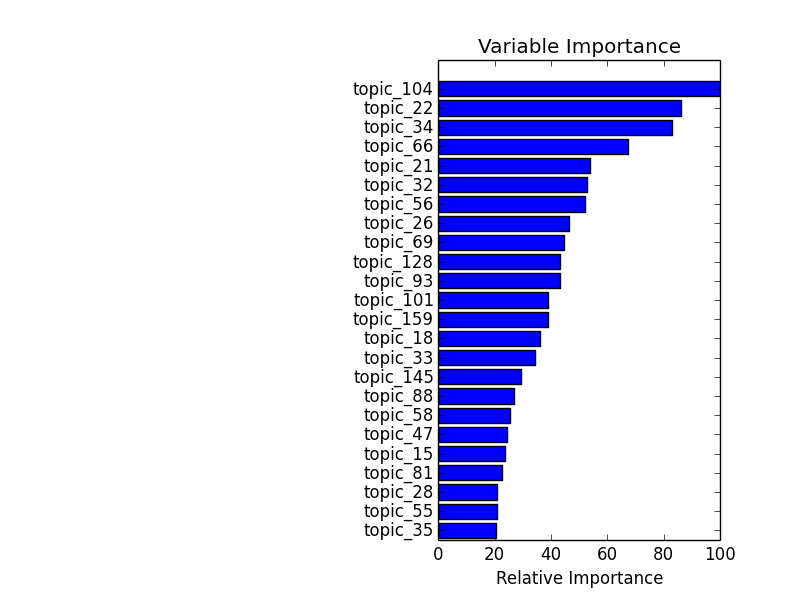 Variable Importance
topic_104
topic_22
topic_34
topic_66
topic_21
topic_32
topic_56
topic_26
topic_69
topic_128
topic_93
topic_101
topic_159
topic_18
topic_33
topic_145
topic_88
topic_58
topic_47
topic_15
topic_81
topic_28
topic_55
topic_35
0 20 40 60 80 100
Relative Importance